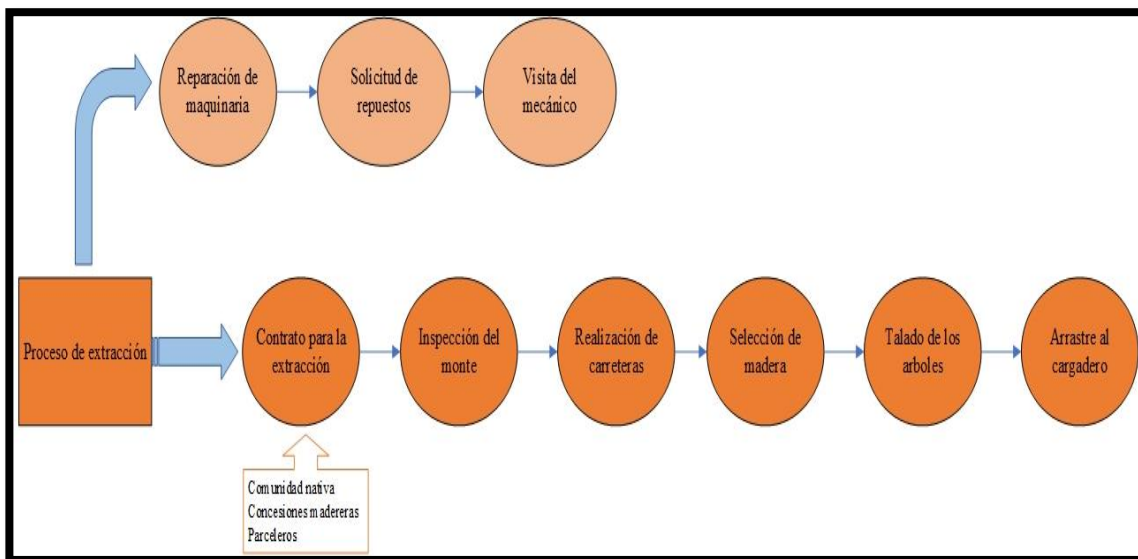 Reparación de
maquinaria
Solicitud de
repuestos
Visita del
mecánico
Proceso de extracción
Contrato para la
extracción
Inspección del
monte
Realización de
carreteras
Selección de
madera
Talado de los
arboles
Arrastre al
cargadero
Comunidad nativa
Concesiones madereras
Parceleros